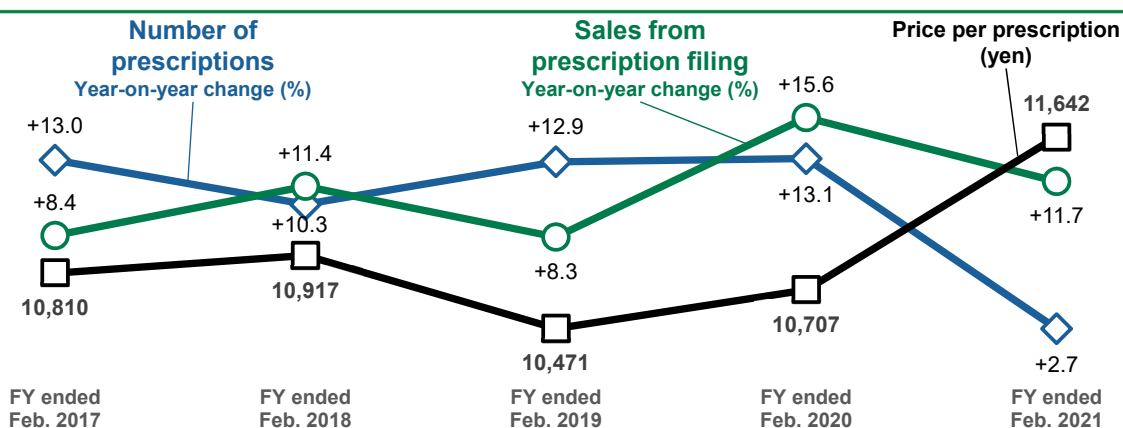 Number of
prescriptions
Year-on-year change (%)
Sales from
prescription filing
Year-on-year change (%)
Price per prescription
(yen)
+13.0
+11.4
+12.9
+15.6
11,642
+8.4
+10.3
+8.3
+13.1
+11.7
10,810
10,917
10,471
10,707
+2.7
FY ended
Feb. 2017
FY ended
Feb. 2018
FY ended
Feb. 2019
FY ended
Feb. 2020
FY ended
Feb. 2021